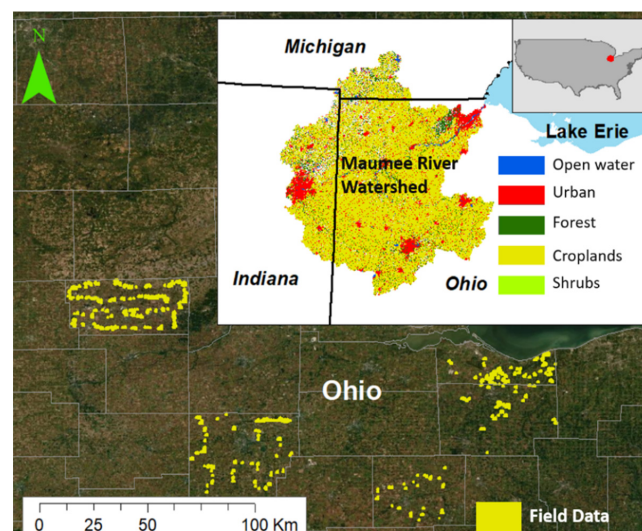 N
Michigan
Lake Erie
Maumee River
Watershed
Open water
Urban
Forest
Croplands
Shrubs
Indiana
Ohio
Ohio
0 25 50 100 Km
Field Data